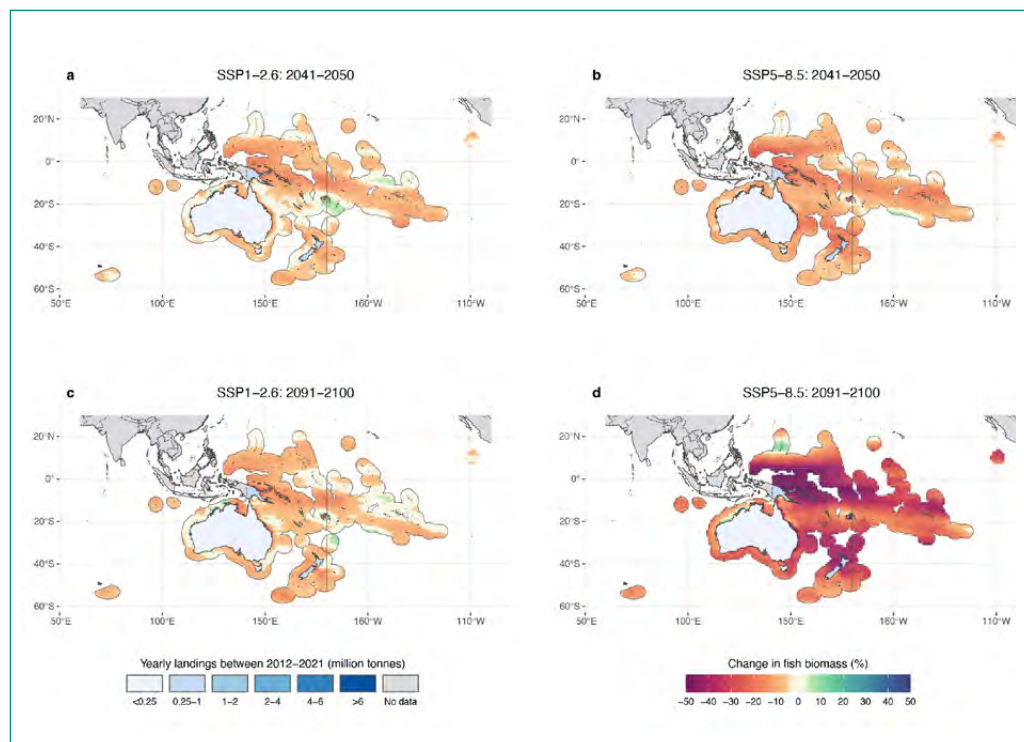 a
SSP1-2.6: 2041-2050
20°N
0°
20°S
40°S
60°S
50°E 100°E 150°E 160°W 110°W
b
SSP5-8.5: 2041-2050
20°N
0°
20°S
40°S
60°S
50°E 100°E 150°E 160°W 110°W
c
SSP1-2.6: 2091-2100
20°N
0°
20°S
40°S
60°S
50°E 100°E 150°E 160°W 110°W
d
SSP5-8.5: 2091-2100
20°N
0°
20°S
40°S
60°S
50°E 100°E 150°E 160°W 110°W
Yearly landings between 2012-2021 (million tonnes)
<0.25 0.25-1 1-2 2-4 4-6 >6 No data
Change in fish biomass (%)
-50 -40 -30 -20 -10 0 10 20 30 40 50